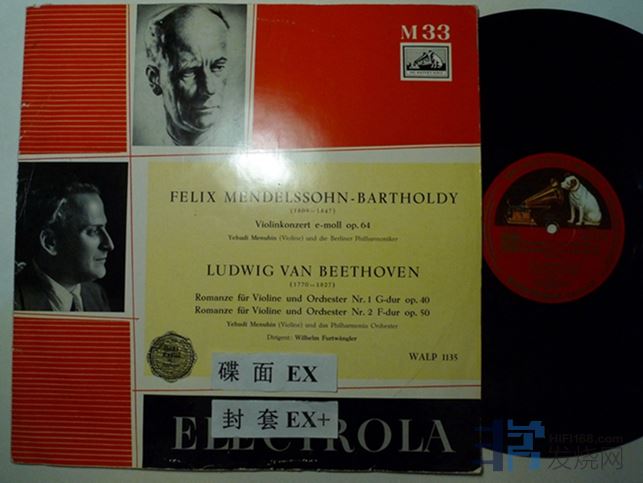 M 33
FELIX MENDELSSOHN-BARTHOLDY
(1809—1847)
Violinkonzert e-moll op. 64
Yehudi Menuhin (Violine) und die Berliner Philharmoniker
LUDWIG VAN BEETHOVEN
(1770—1827)
Romanze für Violine und Orchester Nr. 1 G-dur op. 40
Romanze für Violine und Orchester Nr. 2 F-dur op. 50
Yehudi Menuhin (Violine) und das Philharmonia Orchester
Dirigent: Wilhelm Furtwängler
WALP 1135
碟面 EX
封套 EX+
ELECTROLA
HIFI168.com
发烧网